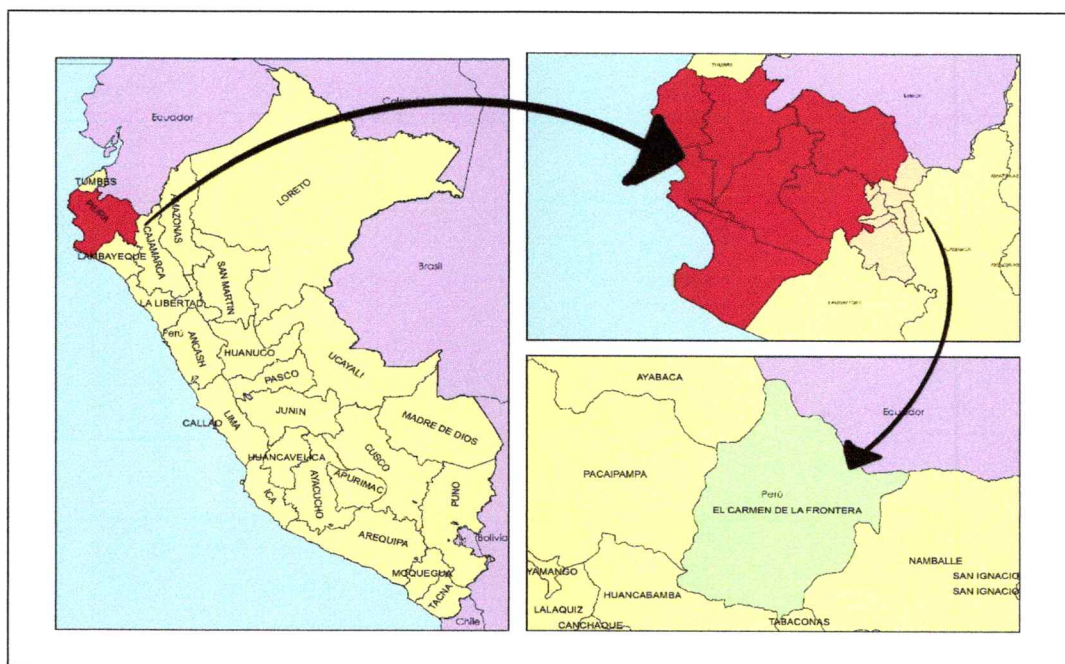 Ecuador
TUMBES
PIURA
LORETO
AMAZONAS
CAJAMARCA
LAMBAYEQUE
SAN MARTIN
Brasil
LA LIBERTAD
Perú
ANCASH
HUANUCO
UCAYALI
PASCO
JUNIN
LIMA
CALLAO
MADRE DE DIOS
HUANCAVELICA
CUSCO
AYACUCHO
APURIMAC
ICA
PUNO
AREQUIPA
Bolivia
MOQUEGUA
TACNA
Chile
TUMBES
AYABACA
Ecuador
PACAIPAMPA
Perú
EL CARMEN DE LA FRONTERA
NAMBALLE
SAN IGNACIO
SAN IGNACIO
YAMANGO
HUANCABAMBA
LALAQUIZ
CANCHAQUE
TABACONAS